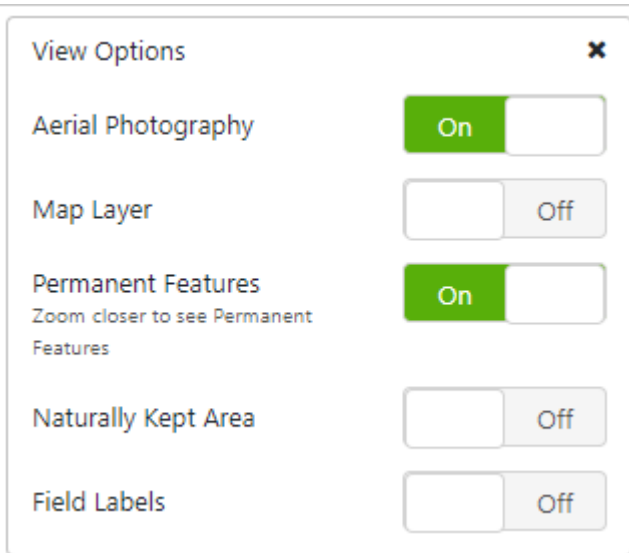 View Options ✖
Aerial Photography On
Map Layer Off
Permanent Features On
Zoom closer to see Permanent
Features
Naturally Kept Area Off
Field Labels Off